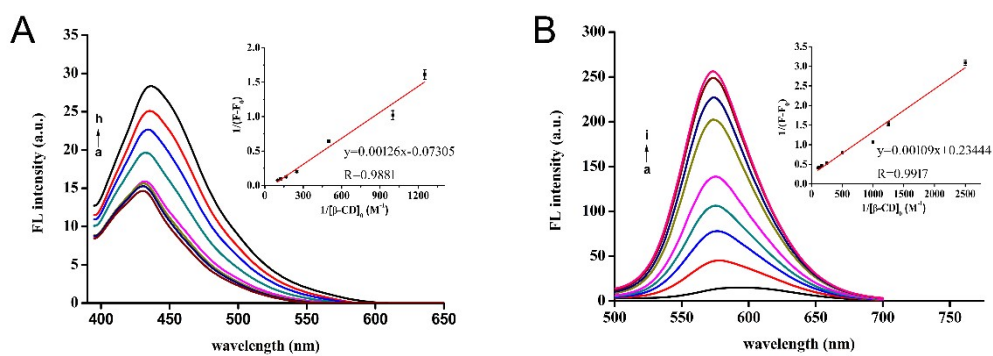 A
FL intensity (a.u.)
35
30
25
20
15
10
5
0
400
450
500
550
600
650
wavelength (nm)
h
a
1/(F-F₀)
2.0
1.5
1.0
0.5
0.0
0
300
600
900
1200
1/[β-CD]₀ (M⁻¹)
y=0.00126x-0.07305
R=0.9881
B
FL intensity (a.u.)
300
250
200
150
100
50
0
500
550
600
650
700
750
wavelength (nm)
i
a
1/(F-F₀)
3.5
3.0
2.5
2.0
1.5
1.0
0.5
0.0
0
500
1000
1500
2000
2500
1/[β-CD]₀ (M⁻¹)
y=0.00109x+0.23444
R=0.9917